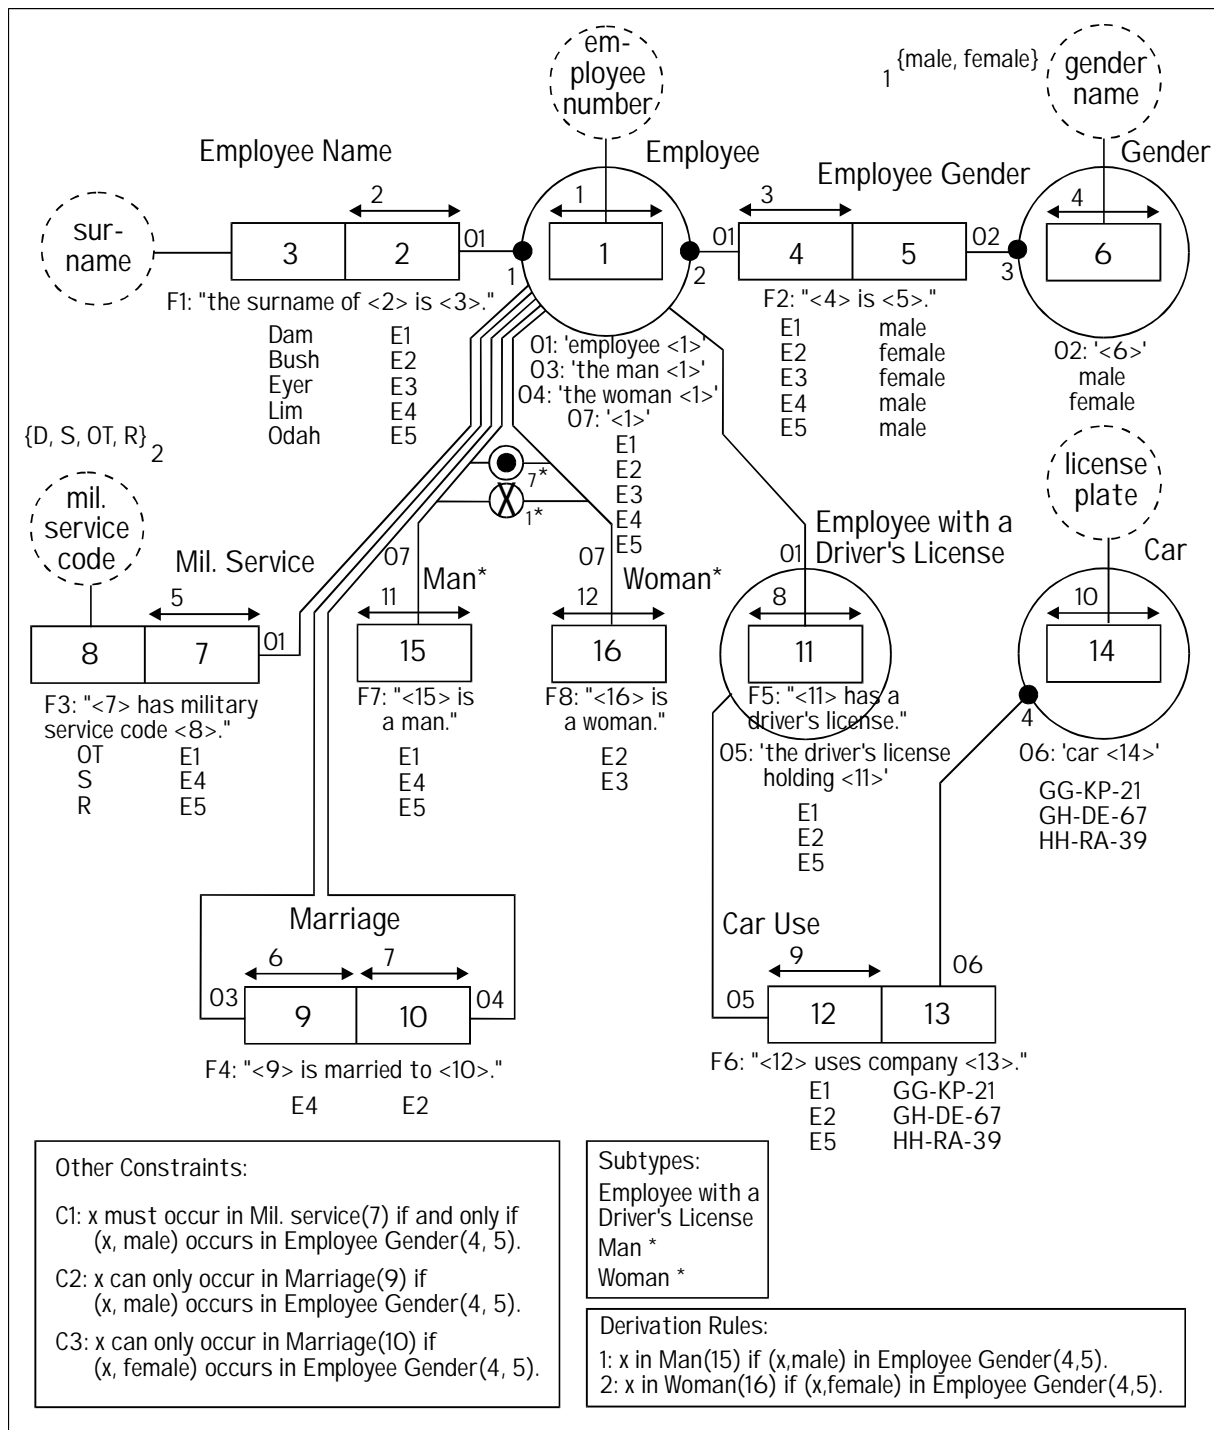 em-
ployee
number
{male, female}
1
gender
name
Employee Name
Employee
Employee Gender
Gender
sur-
name
2
3
2
O1
1
1
1
O1
2
3
4
5
O2
3
4
6
F1: "the surname of <2> is <3>."
Dam E1
Bush E2
Eyer E3
Lim E4
Odah E5
O1: 'employee <1>'
O3: 'the man <1>'
O4: 'the woman <1>'
O7: '<1>'
E1
E2
E3
E4
E5
F2: "<4> is <5>."
E1 male
E2 female
E3 female
E4 male
E5 male
O2: '<6>'
male
female
{D, S, OT, R}
2
mil.
service
code
7*
X
1*
license
plate
Mil. Service
5
8
7
O1
F3: "<7> has military
service code <8>."
OT E1
S E4
R E5
O7
Man*
11
15
F7: "<15> is
a man."
E1
E4
E5
O7
Woman*
12
16
F8: "<16> is
a woman."
E2
E3
Employee with a
Driver's License
O1
8
11
F5: "<11> has a
driver's license."
O5: 'the driver's license
holding <11>'
E1
E2
E5
Car
10
14
4
O6: 'car <14>'
GG-KP-21
GH-DE-67
HH-RA-39
Marriage
6
7
O3
9
10
O4
F4: "<9> is married to <10>."
E4 E2
Car Use
9
O6
O5
12
13
F6: "<12> uses company <13>."
E1 GG-KP-21
E2 GH-DE-67
E5 HH-RA-39
Other Constraints:
C1: x must occur in Mil. service(7) if and only if
(x, male) occurs in Employee Gender(4, 5).
C2: x can only occur in Marriage(9) if
(x, male) occurs in Employee Gender(4, 5).
C3: x can only occur in Marriage(10) if
(x, female) occurs in Employee Gender(4, 5).
Subtypes:
Employee with a
Driver's License
Man *
Woman *
Derivation Rules:
1: x in Man(15) if (x,male) in Employee Gender(4,5).
2: x in Woman(16) if (x,female) in Employee Gender(4,5).